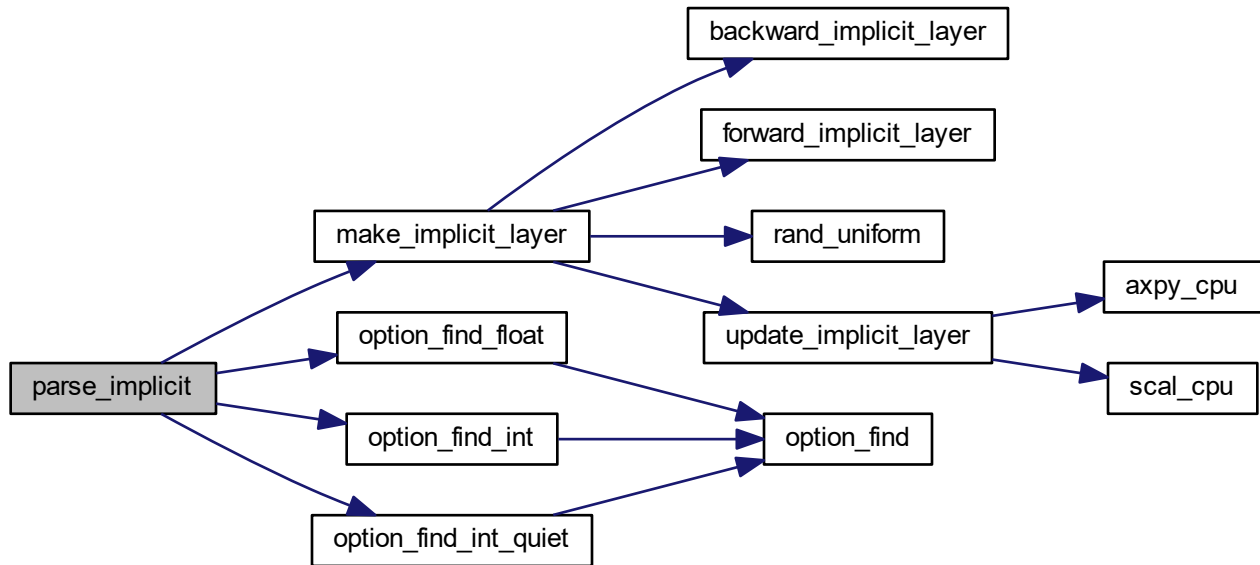 backward_implicit_layer
forward_implicit_layer
make_implicit_layer
rand_uniform
axpy_cpu
option_find_float
update_implicit_layer
parse_implicit
scal_cpu
option_find_int
option_find
option_find_int_quiet